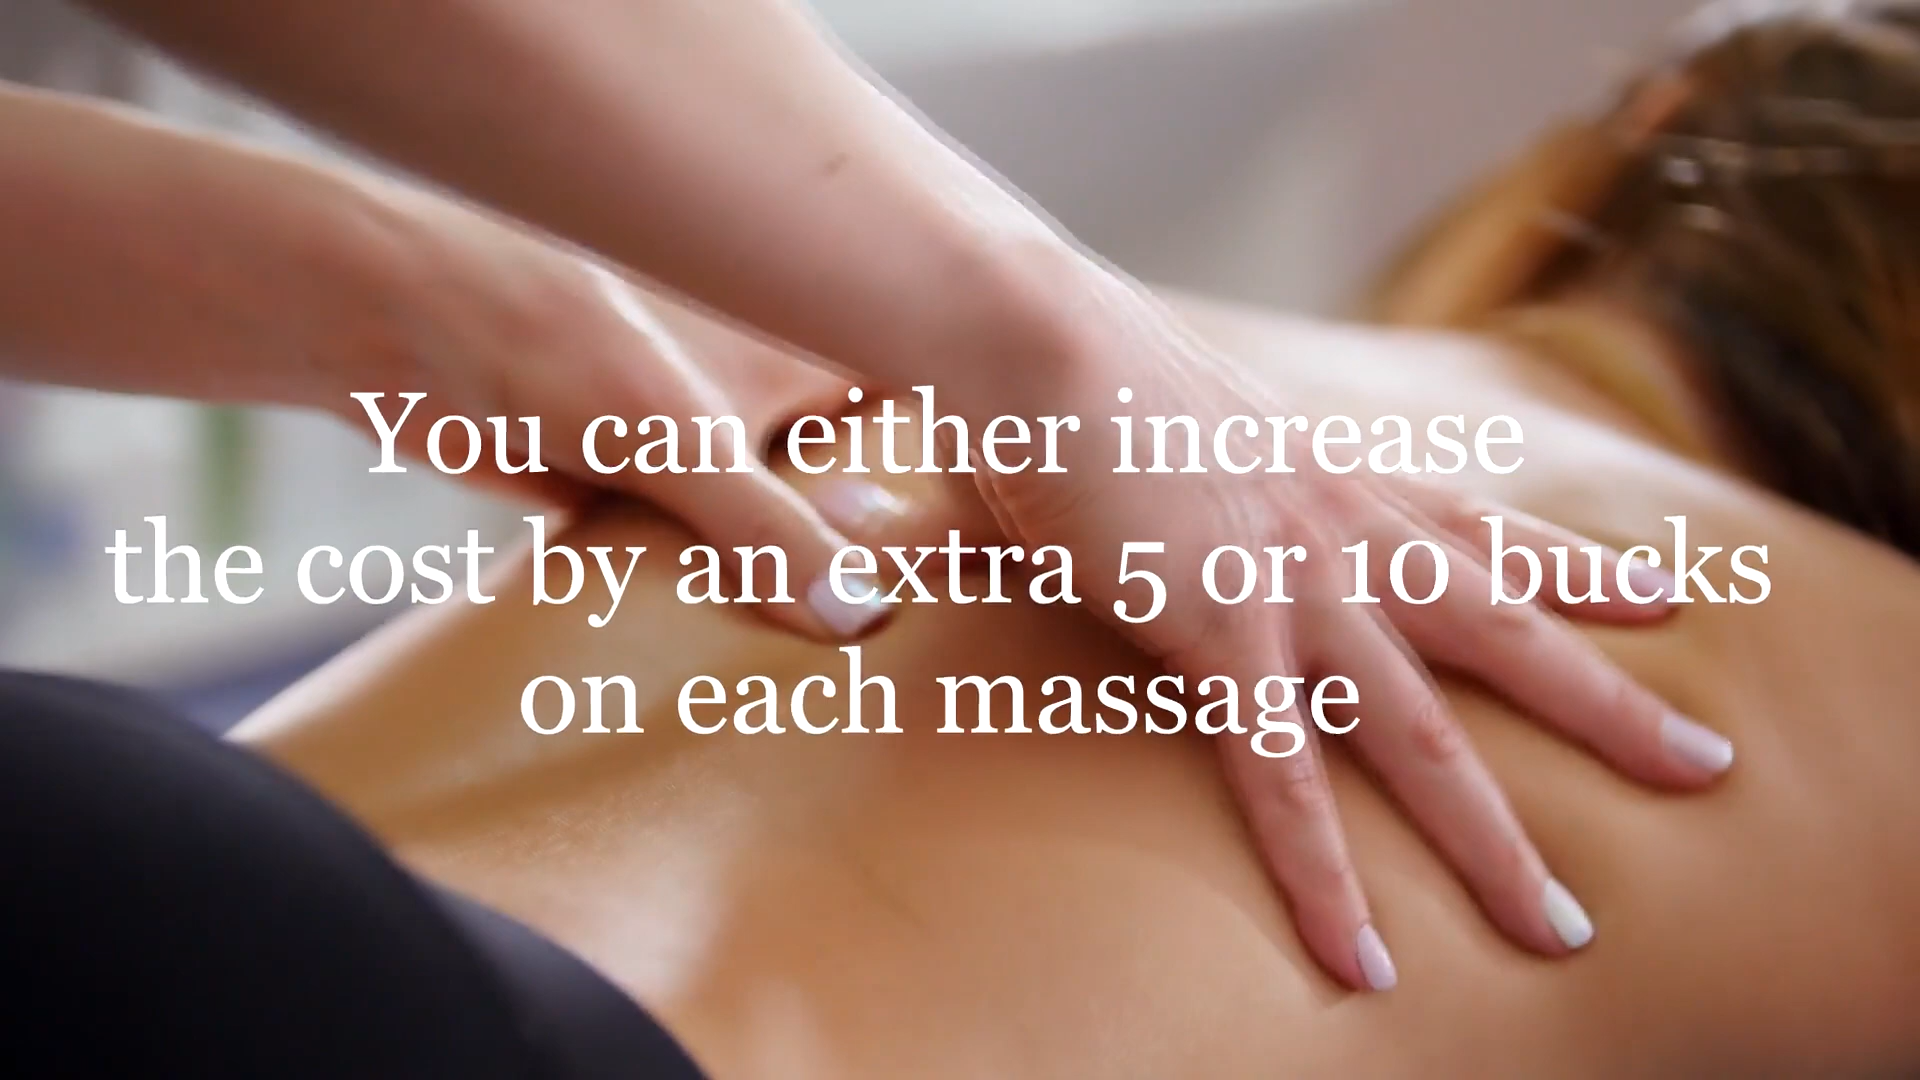 You can either increase
the cost by an extra 5 or 10 bucks
on each massage